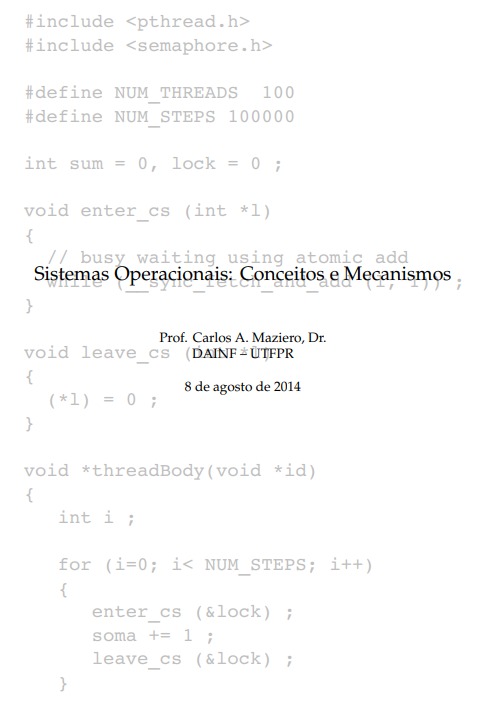 #include <pthread.h>
#include <semaphore.h>
#define NUM_THREADS  100
#define NUM_STEPS 100000
int sum = 0, lock = 0 ;
void enter_cs (int *l)
{
// busy waiting using atomic add
Sistemas Operacionais: Conceitos e Mecanismos
while (__sync_fetch_and_add (l, 1)) ;
}
Prof. Carlos A. Maziero, Dr.
void leave_cs (
DAINF – UTFPR
{
8 de agosto de 2014
(*l) = 0 ;
}
void *threadBody(void *id)
{
int i ;
for (i=0; i< NUM_STEPS; i++)
{
enter_cs (&lock) ;
soma += 1 ;
leave_cs (&lock) ;
}